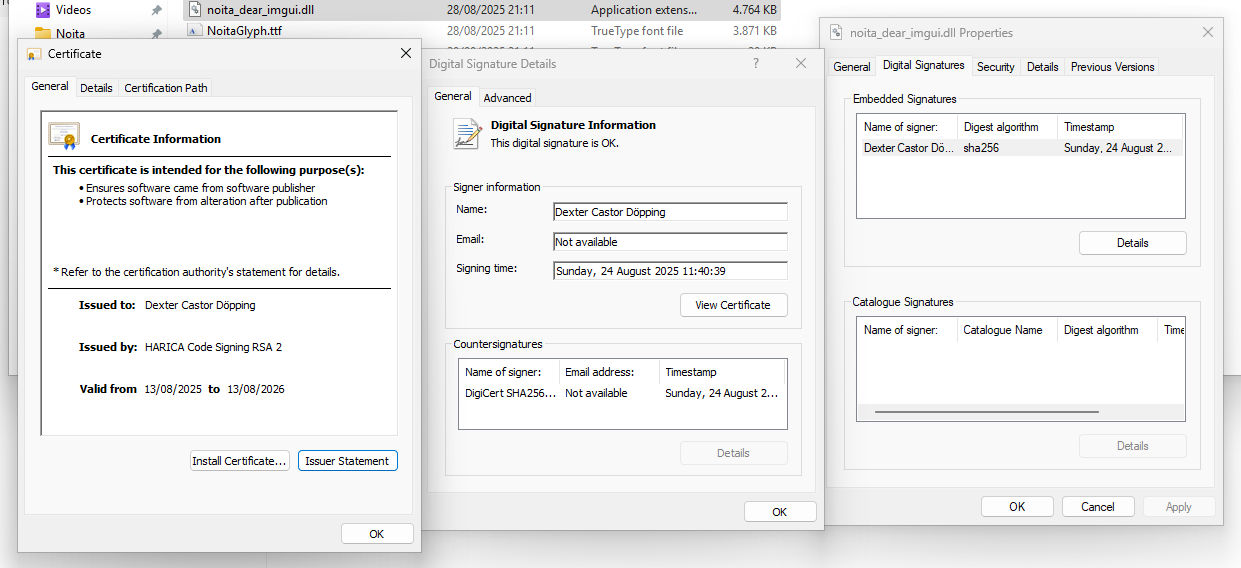 Videos
noita_dear_imgui.dll 28/08/2025 21:11 Application extens... 4.764 KB
Noita
NoitaGlyph.ttf 28/08/2025 21:11 TrueType font file 3.871 KB
Certificate
General Details Certification Path
Certificate Information
This certificate is intended for the following purpose(s):
• Ensures software came from software publisher
• Protects software from alteration after publication
* Refer to the certification authority's statement for details.
Issued to: Dexter Castor Döpping
Issued by: HARICA Code Signing RSA 2
Valid from 13/08/2025 to 13/08/2026
Install Certificate... Issuer Statement
OK
Digital Signature Details ?
General Advanced
Digital Signature Information
This digital signature is OK.
Signer information
Name: Dexter Castor Döpping
Email: Not available
Signing time: Sunday, 24 August 2025 11:40:39
View Certificate
Countersignatures
Name of signer: Email address: Timestamp
DigiCert SHA256... Not available Sunday, 24 August 2...
Details
OK
noita_dear_imgui.dll Properties
General Digital Signatures Security Details Previous Versions
Embedded Signatures
Name of signer: Digest algorithm Timestamp
Dexter Castor Dö... sha256 Sunday, 24 August 2...
Details
Catalogue Signatures
Name of signer: Catalogue Name Digest algorithm Time
Details
OK Cancel Apply